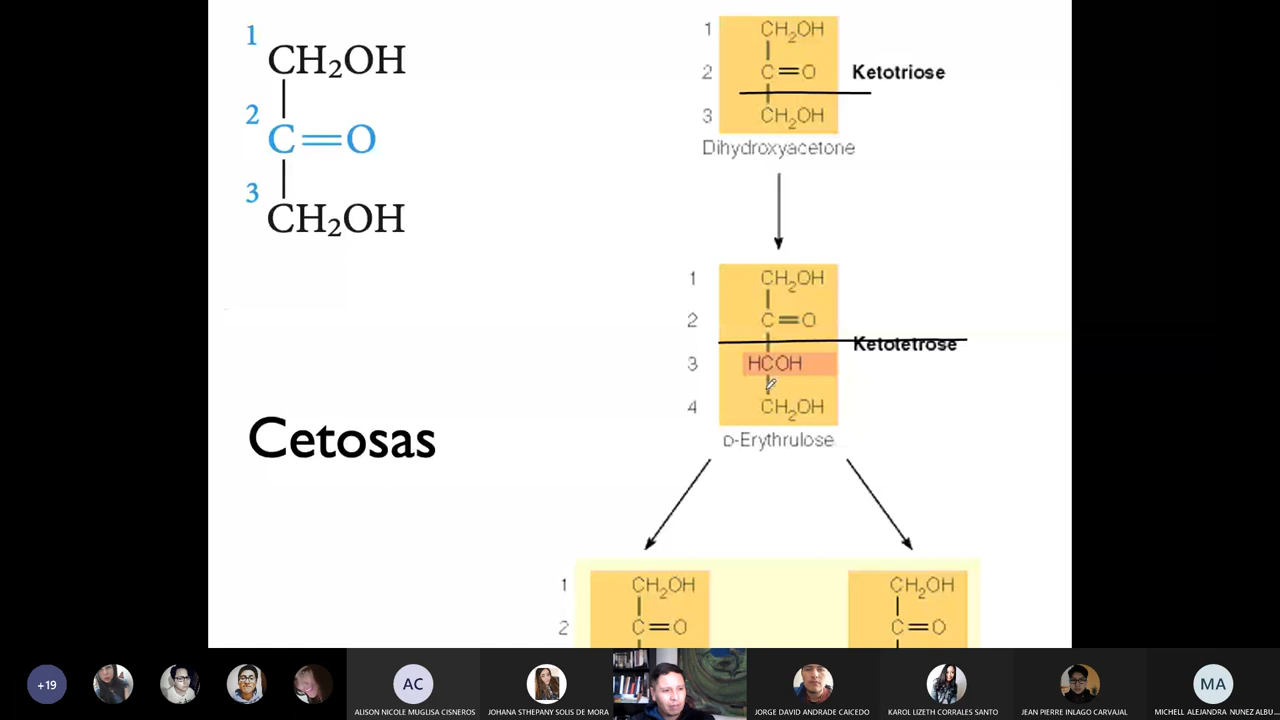 1
CH2OH
2
C=O
3
CH2OH
Cetosas
1 CH2OH
2 C=O Ketotriose
3 CH2OH
Dihydroxyacetone
1 CH2OH
2 C=O
Ketotetrose
3 HCOH
4 CH2OH
D-Erythrulose
1 CH2OH CH2OH
2 C=O C=O
+19
AC
ALISON NICOLE MUGLISA CISNEROS
JOHANA STHEPANY SOLIS DE MORA
JORGE DAVID ANDRADE CAICEDO
KAROL LIZETH CORRALES SANTO
JEAN PIERRE INLAGO CARVAJAL
MA
MICHELL ALEJANDRA NUNEZ ALBU